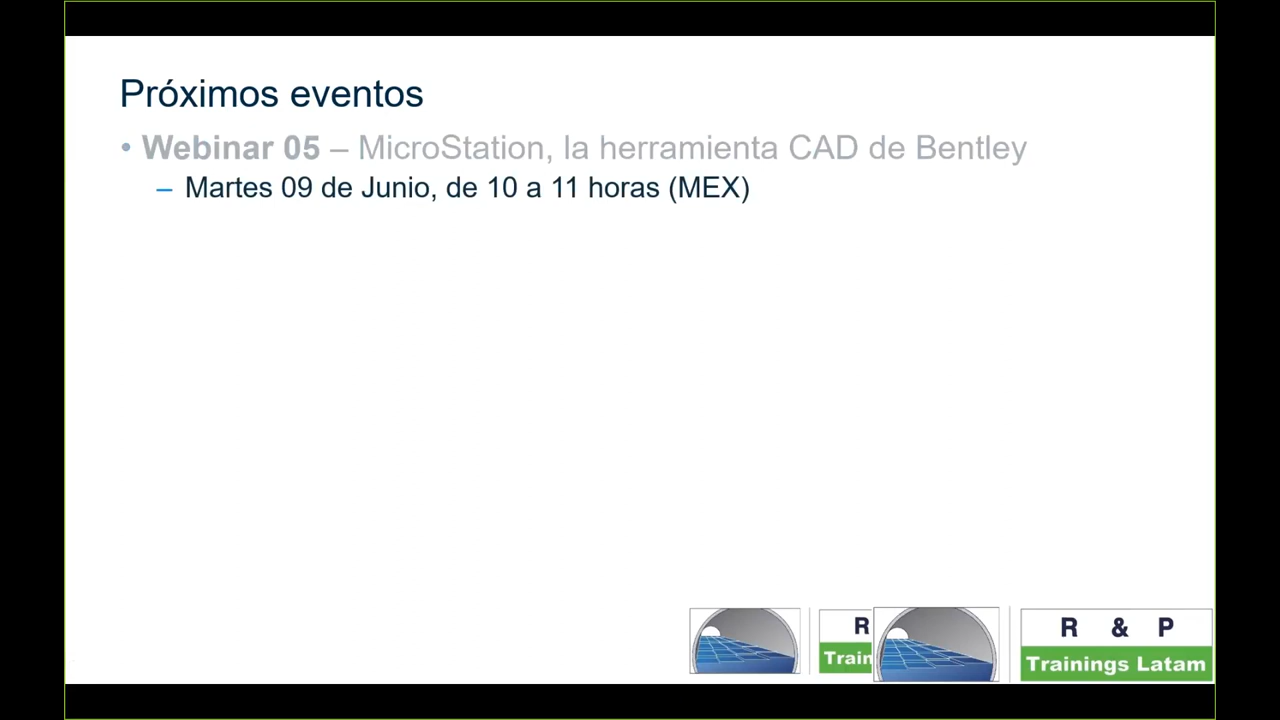 Próximos eventos
• Webinar 05 – MicroStation, la herramienta CAD de Bentley
– Martes 09 de Junio, de 10 a 11 horas (MEX)
R
Train
R & P
Trainings Latam